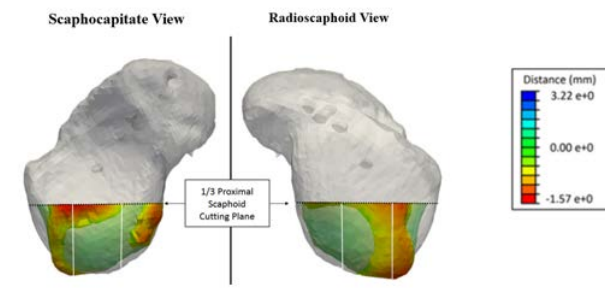 Scaphocapitate View
Radioscaphoid View
Distance (mm)
3.22 e+0
0.00 e+0
-1.57 e+0
1/3 Proximal
Scaphoid
Cutting Plane